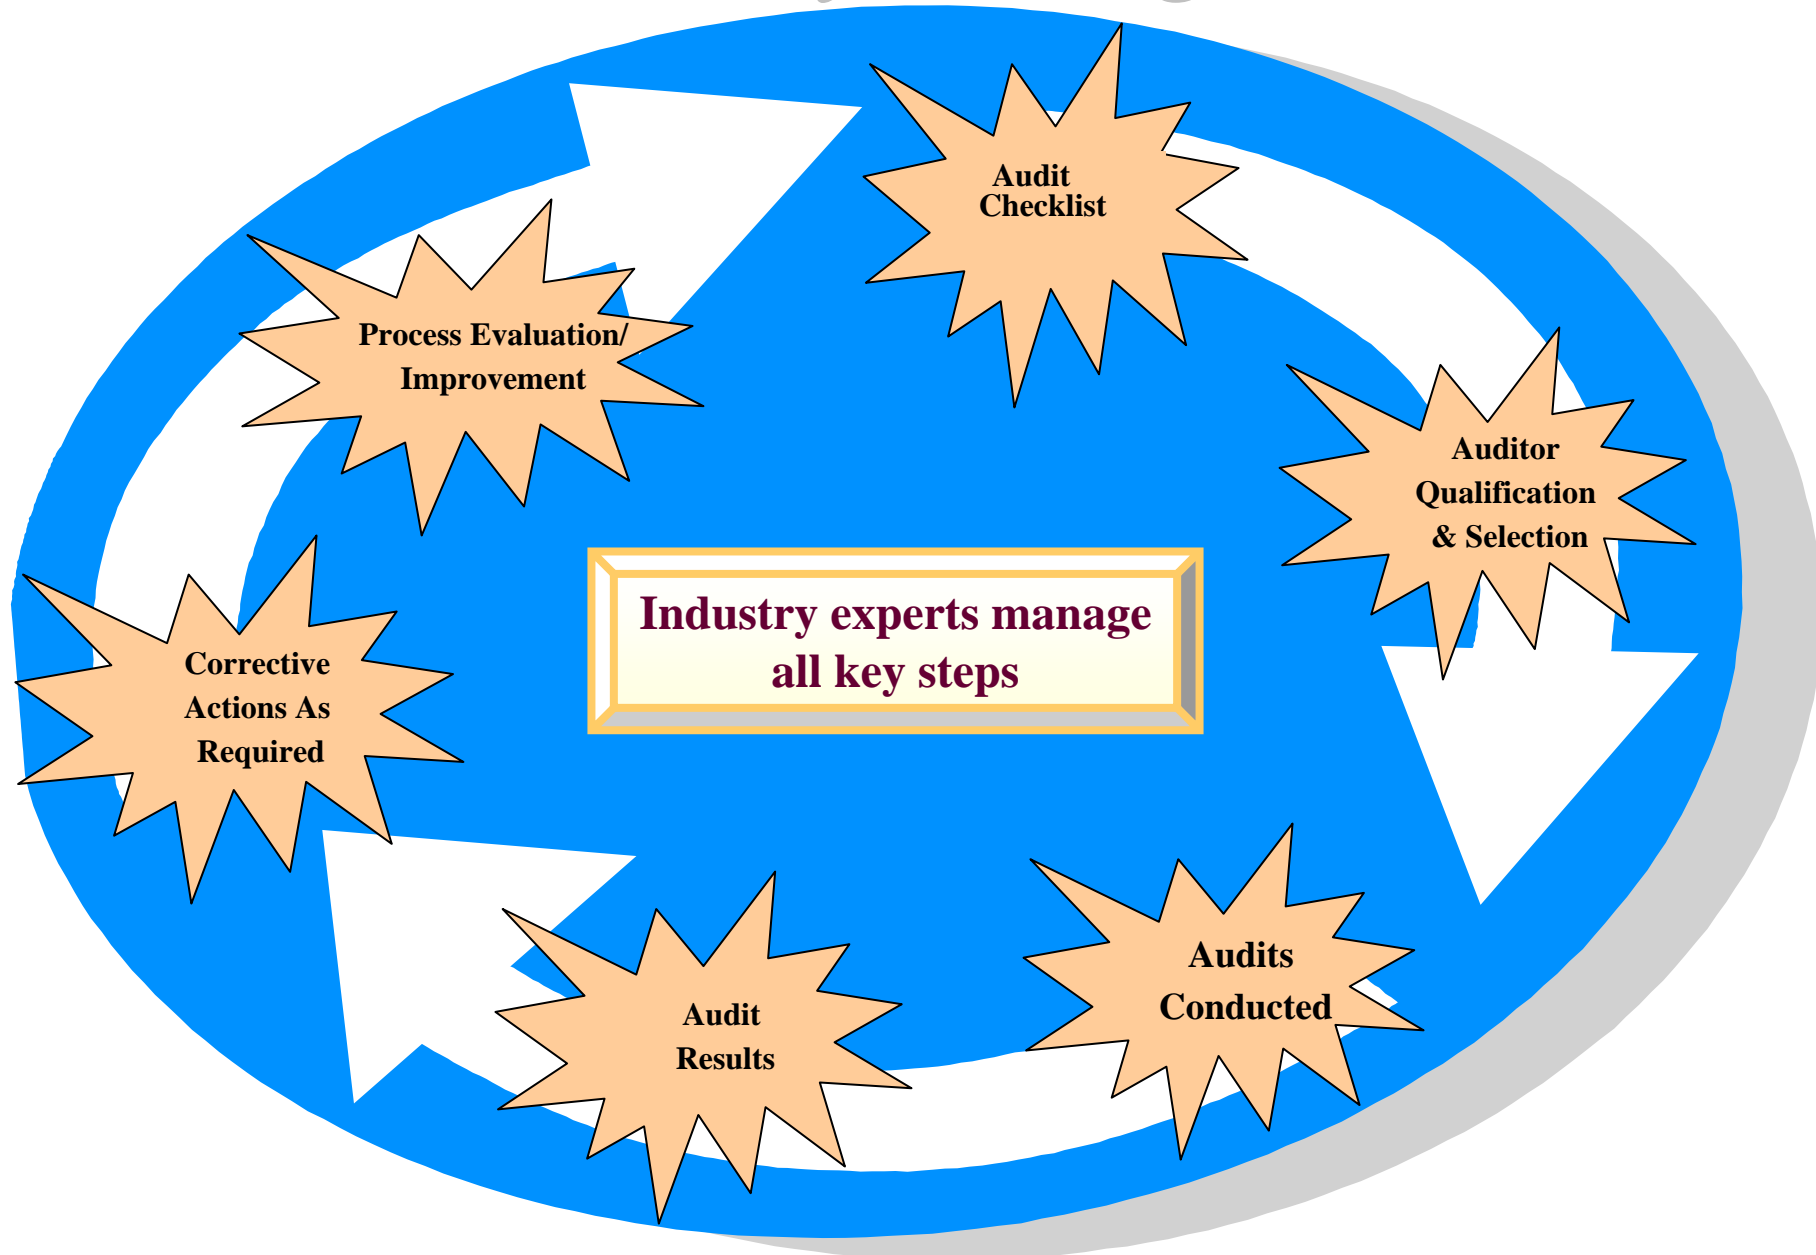 Audit
Checklist
Process Evaluation/
Improvement
Auditor
Qualification
& Selection
Industry experts manage
all key steps
Corrective
Actions As
Required
Audits
Conducted
Audit
Results